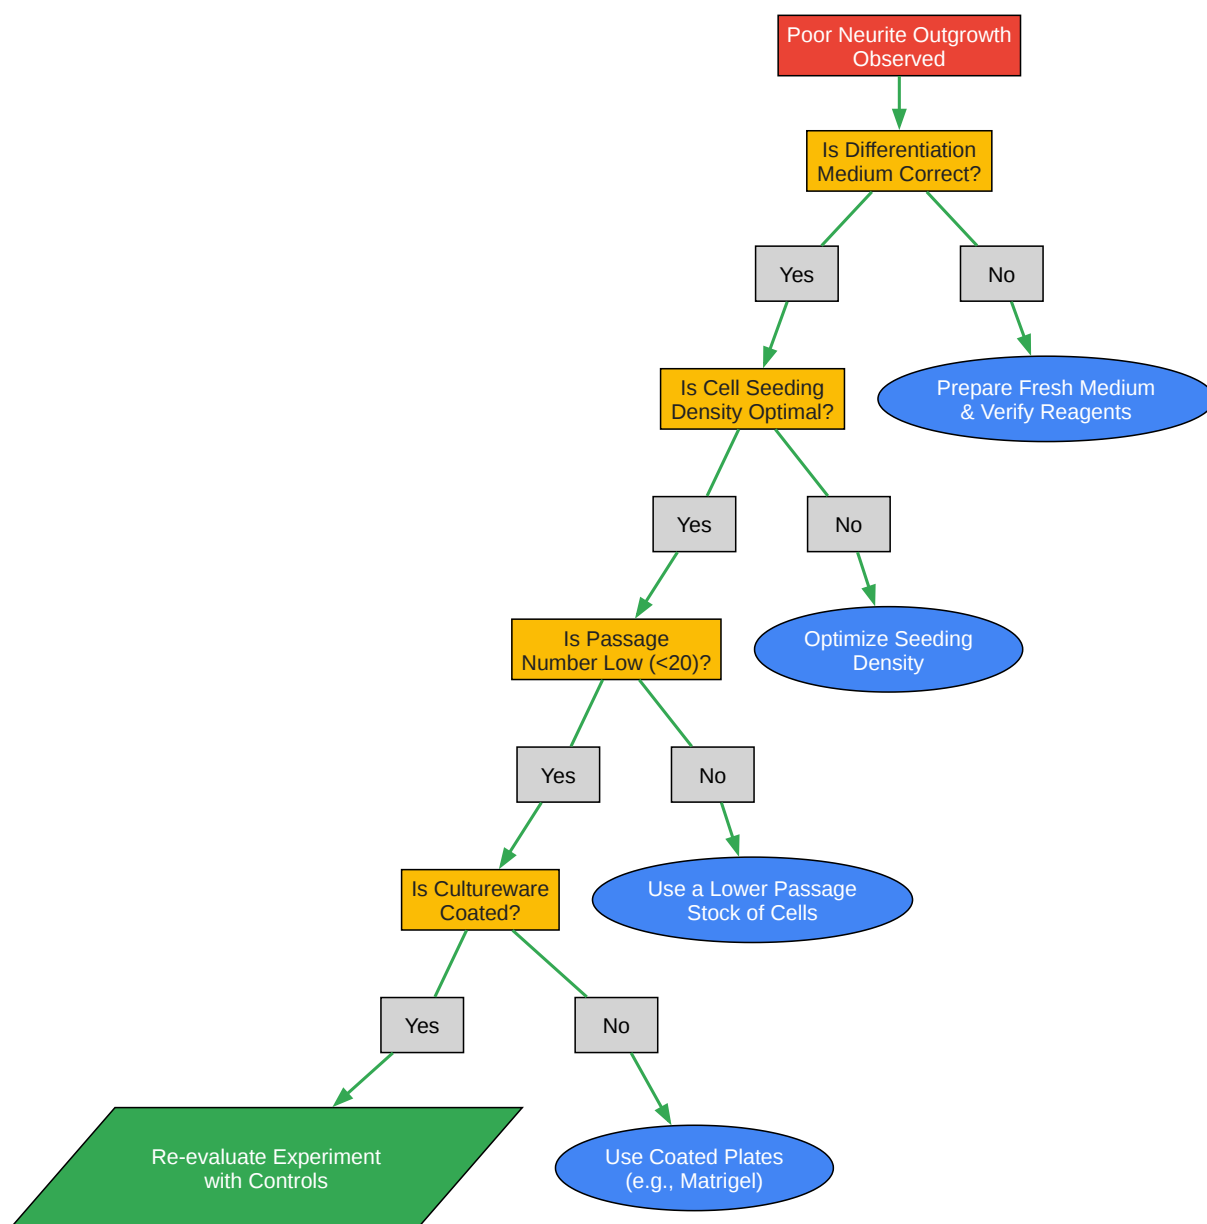 Poor Neurite Outgrowth
Observed
Is Differentiation
Medium Correct?
Yes
No
Is Cell Seeding
Density Optimal?
Prepare Fresh Medium
& Verify Reagents
Yes
No
Is Passage
Number Low (<20)?
Optimize Seeding
Density
Yes
No
Is Cultureware
Coated?
Use a Lower Passage
Stock of Cells
Yes
No
Re-evaluate Experiment
with Controls
Use Coated Plates
(e.g., Matrigel)